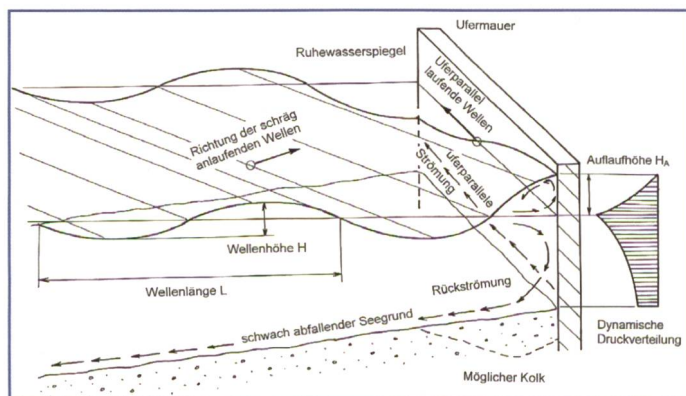 Ufermauer
Ruhewasserspiegel
Uferparallel
laufende Wellen
Richtung der schräg
anlaufenden Wellen
uferparallele
Strömung
Auflaufhöhe HA
Wellenhöhe H
Wellenlänge L
Rückströmung
schwach abfallender Seegrund
Dynamische
Druckverteilung
Möglicher Kolk